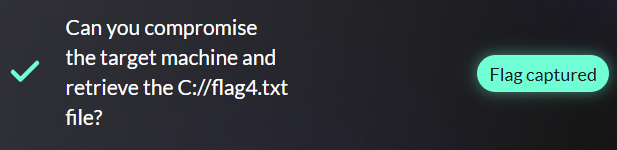 Can you compromise
the target machine and
retrieve the C://flag4.txt
file?
Flag captured